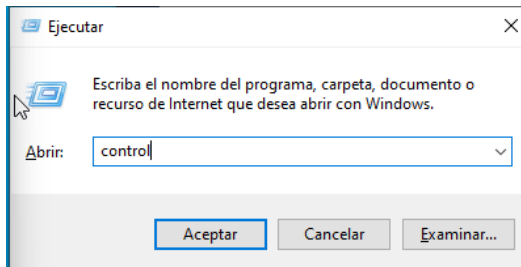 Ejecutar
Escriba el nombre del programa, carpeta, documento o
recurso de Internet que desea abrir con Windows.
Abrir: control
Aceptar Cancelar Examinar...